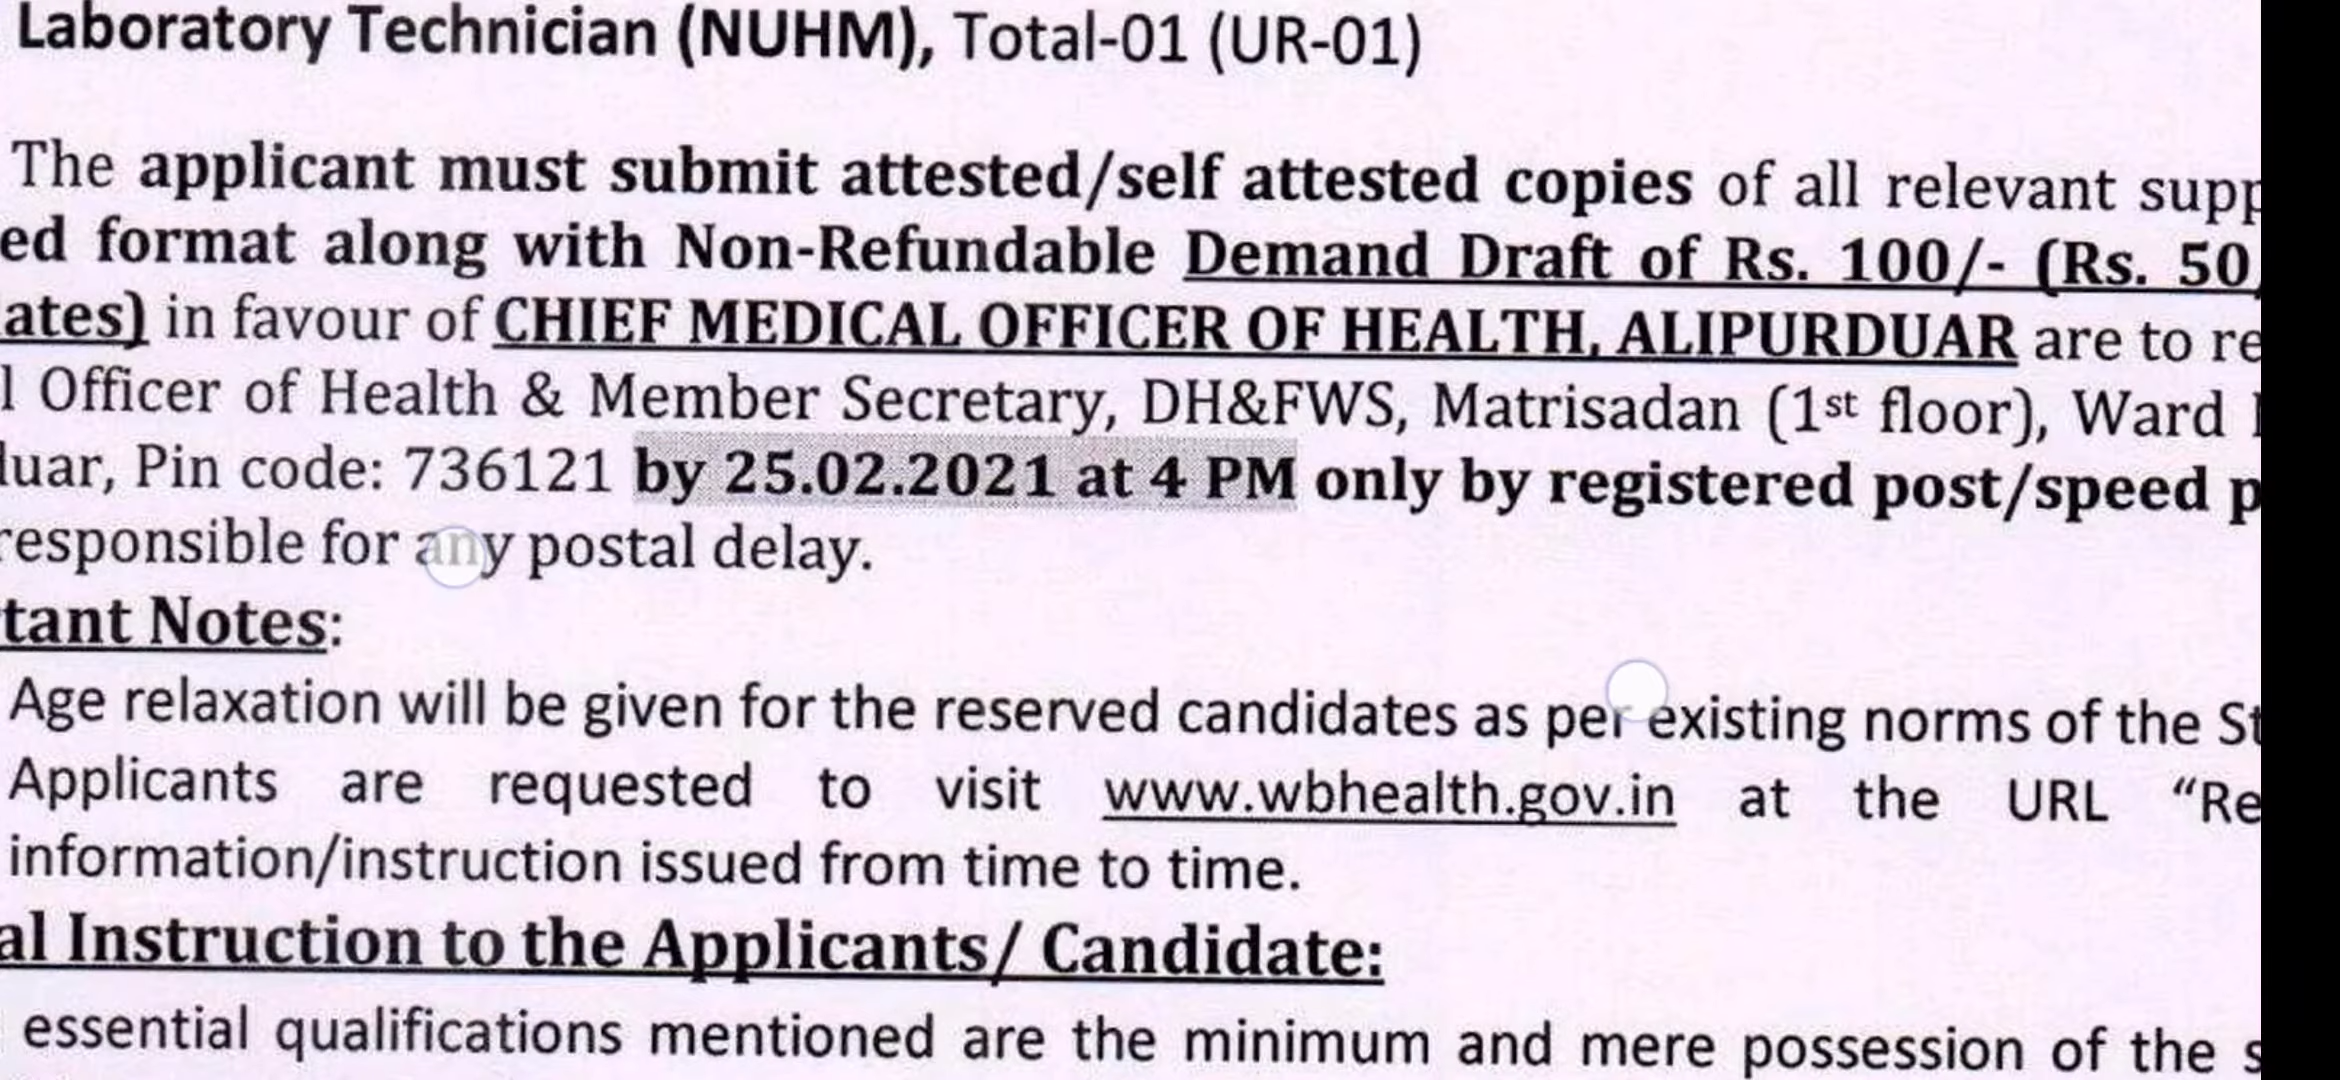 Laboratory Technician (NUHM), Total-01 (UR-01)
The applicant must submit attested/self attested copies of all relevant supp
ed format along with Non-Refundable Demand Draft of Rs. 100/- (Rs. 50
ates) in favour of CHIEF MEDICAL OFFICER OF HEALTH, ALIPURDUAR are to re
l Officer of Health & Member Secretary, DH&FWS, Matrisadan (1st floor), Ward
duar, Pin code: 736121 by 25.02.2021 at 4 PM only by registered post/speed p
responsible for any postal delay.
tant Notes:
Age relaxation will be given for the reserved candidates as per existing norms of the St
Applicants are requested to visit www.wbhealth.gov.in at the URL “Re
information/instruction issued from time to time.
al Instruction to the Applicants/ Candidate:
essential qualifications mentioned are the minimum and mere possession of the s